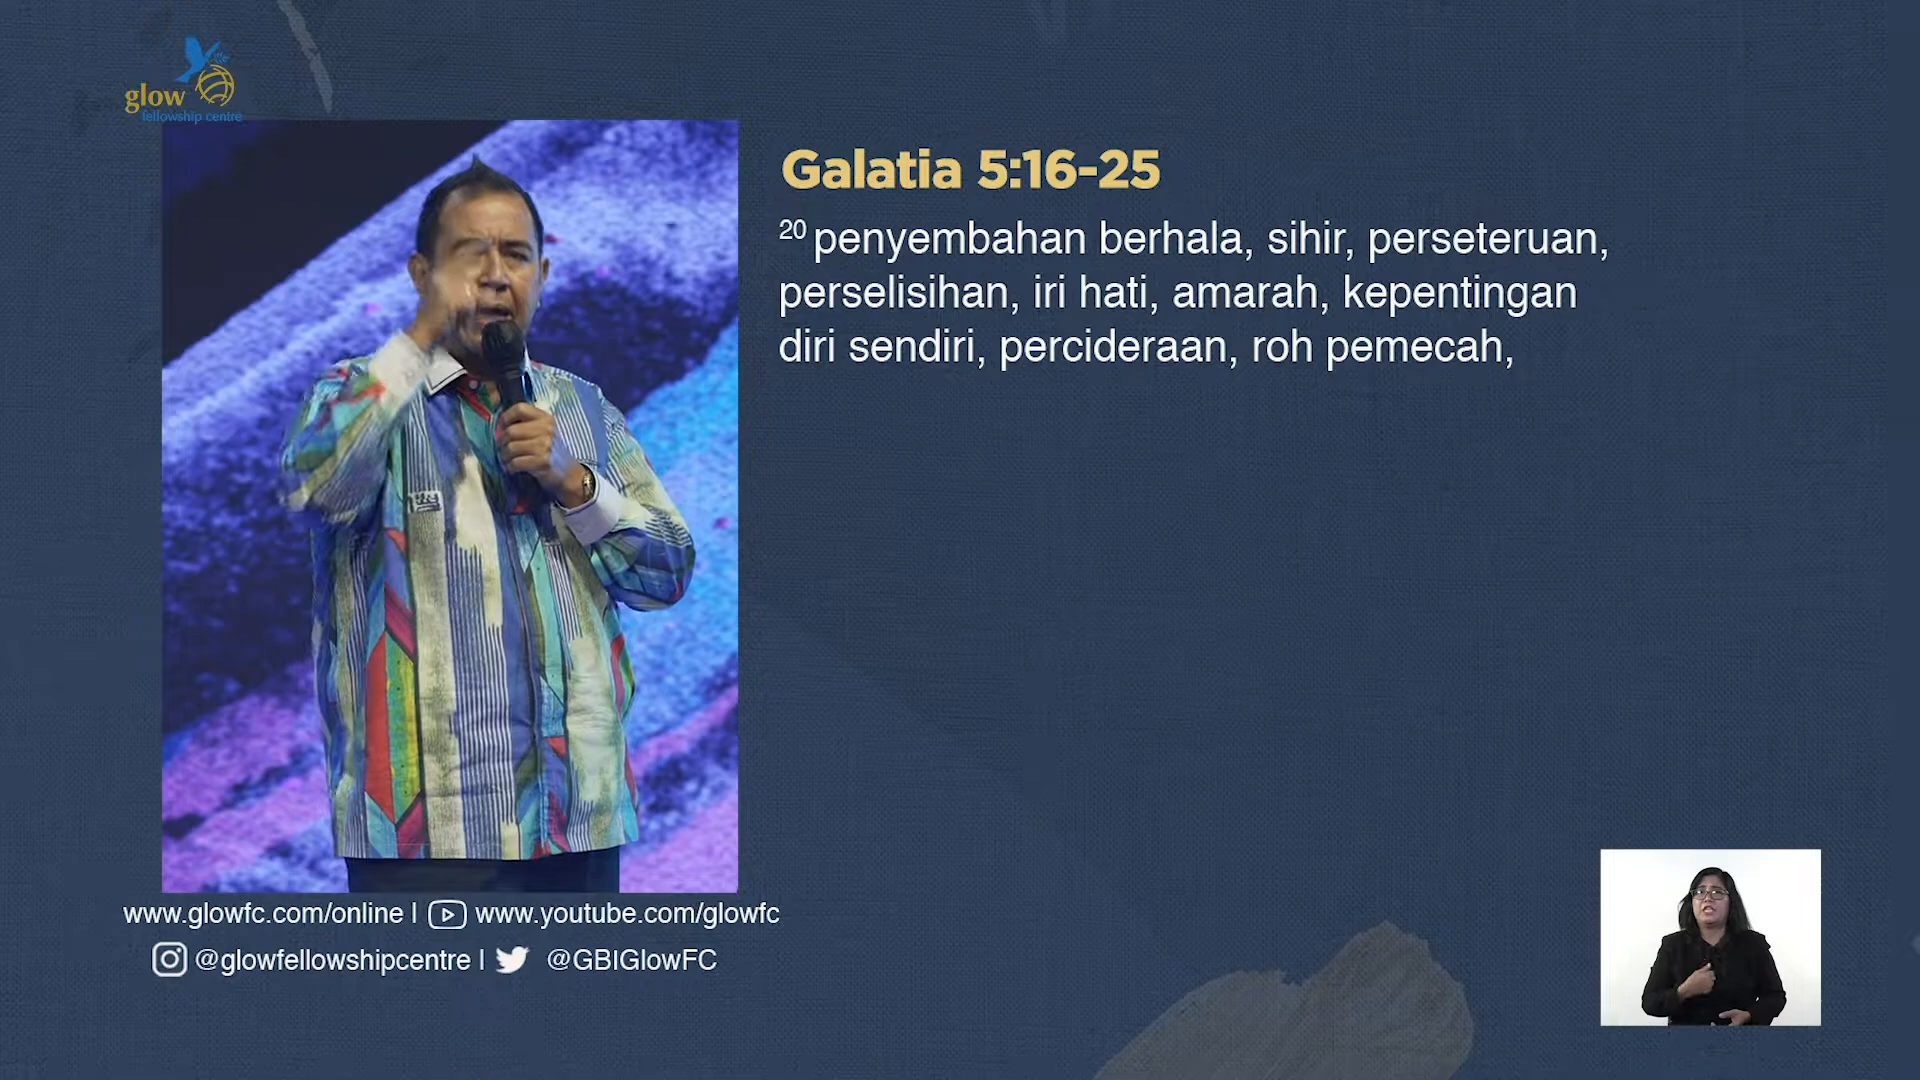 glow
fellowship centre
Galatia 5:16-25
20 penyembahan berhala, sihir, perseteruan,
perselisihan, iri hati, amarah, kepentingan
diri sendiri, percideraan, roh pemecah,
www.glowfc.com/online | www.youtube.com/glowfc
@glowfellowshipcentre | @GBIGlowFC